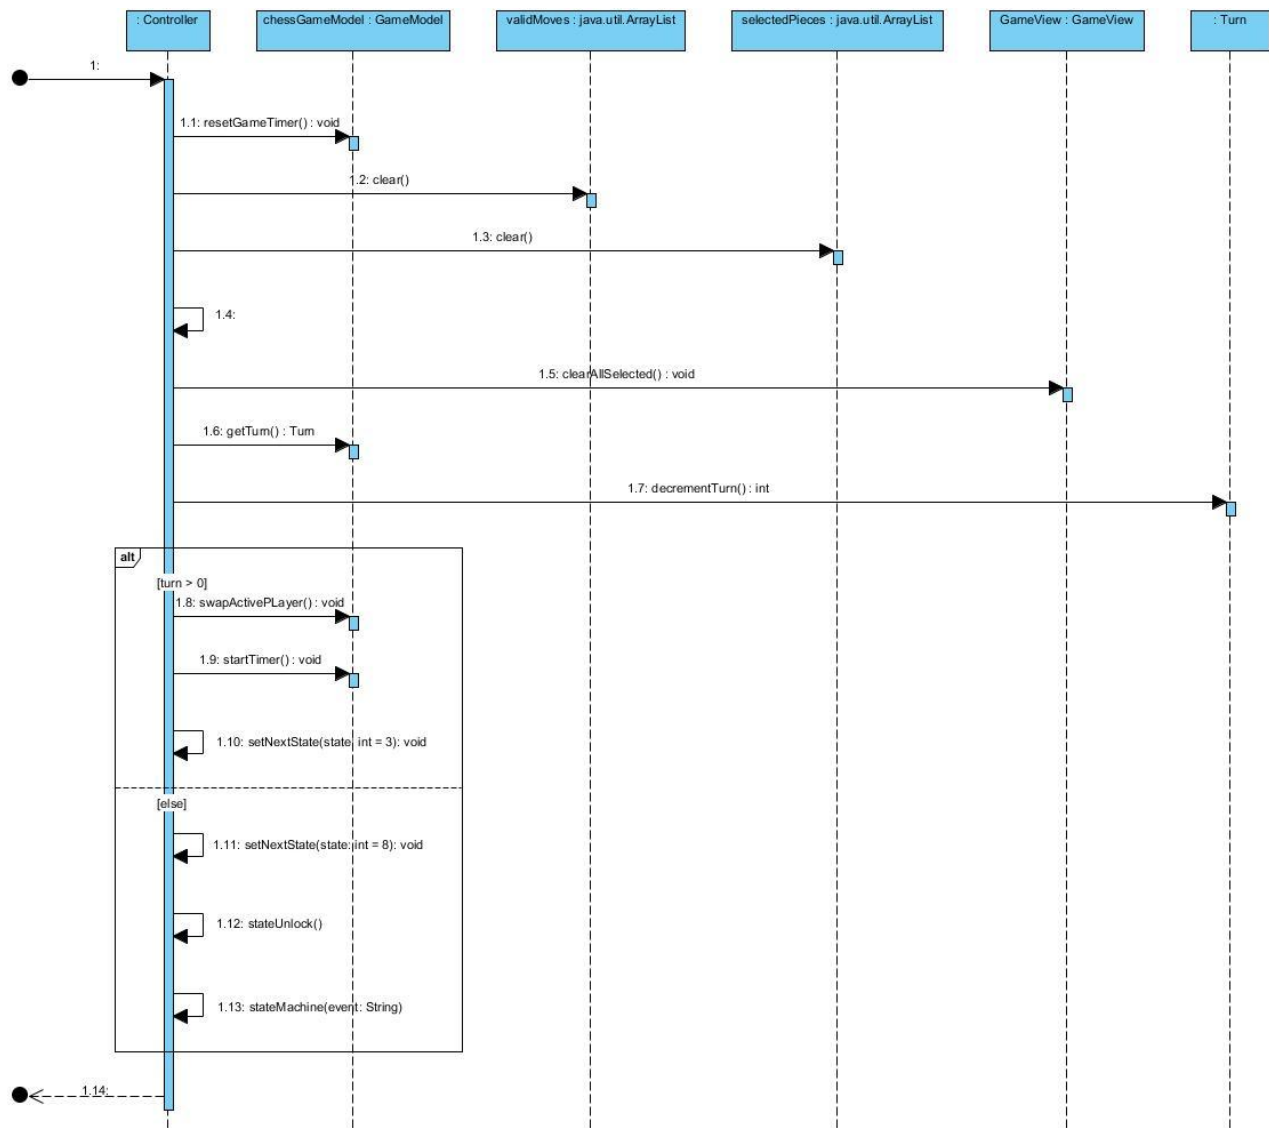 : Controller
chessGameModel : GameModel
validMoves : java.util.ArrayList
selectedPieces : java.util.ArrayList
GameView : GameView
: Turn
1:
1.1: resetGameTimer() : void
1.2: clear()
1.3: clear()
1.4:
1.5: clearAllSelected() : void
1.6: getTurn() : Turn
1.7: decrementTurn() : int
alt
[turn > 0]
1.8: swapActivePLayer() : void
1.9: startTimer() : void
1.10: setNextState(state: int = 3): void
[else]
1.11: setNextState(state: int = 8): void
1.12: stateUnlock()
1.13: stateMachine(event: String)
1.14: